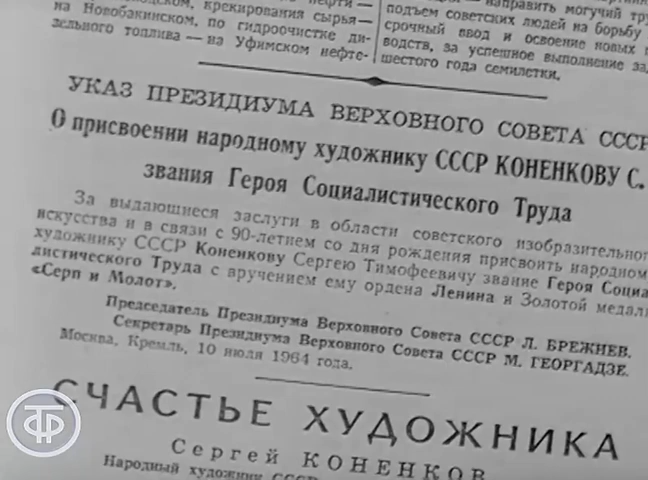 на Новобакинском, по гидроочистке ди-
зельного топлива — на Уфимском нефте-
направить могучий
подъем советских людей на борьбу
срочный ввод и освоение новых
водств, за успешное выполнение
шестого года семилетки.
УКАЗ ПРЕЗИДИУМА ВЕРХОВНОГО СОВЕТА СССР
О присвоении народному художнику СССР КОНЕНКОВУ С.
звания Героя Социалистического Труда
За выдающиеся заслуги в области советского изобразительного
искусства и в связи с 90-летием со дня рождения присвоить народном
художнику СССР Коненкову Сергею Тимофеевичу звание Героя Социа
листического Труда с вручением ему ордена Ленина и Золотой медали
«Серп и Молот».
Председатель Президиума Верховного Совета СССР Л. БРЕЖНЕВ.
Секретарь Президиума Верховного Совета СССР М. ГЕОРГАДЗЕ.
Москва, Кремль, 10 июля 1964 года.
СЧАСТЬЕ ХУДОЖНИКА
Сергей КОНЕНКОВ
Народный художник СССР